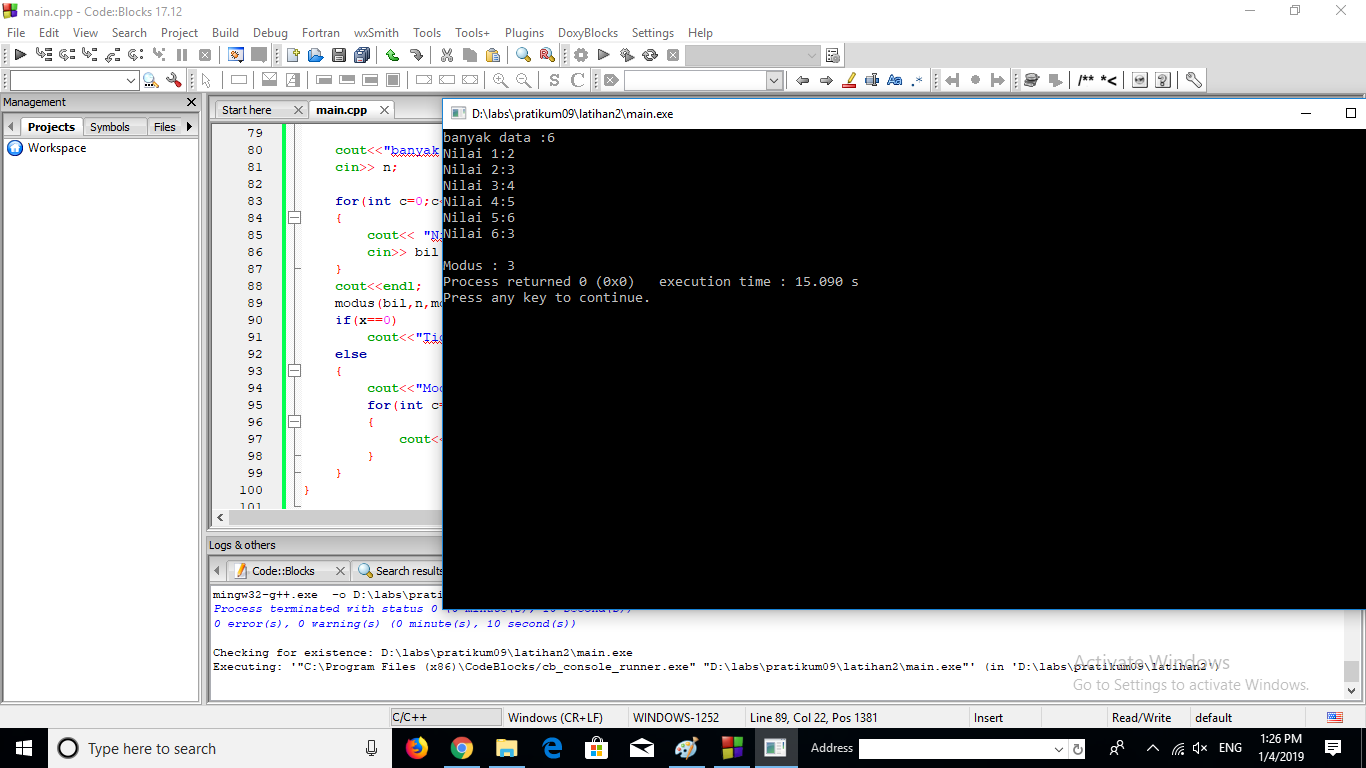 main.cpp - Code::Blocks 17.12
File Edit View Search Project Build Debug Fortran wxSmith Tools Tools+ Plugins DoxyBlocks Settings Help
S C
/** *<
Management
Projects Symbols Files
Workspace
Start here main.cpp
79
80 cout<<"banyak
81 cin>> n;
82
83 for(int c=0;c
84 {
85 cout<< "N
86 cin>> bil
87 }
88 cout<<endl;
89 modus(bil,n,m
90 if(x==0)
91 cout<<"Ti
92 else
93 {
94 cout<<"Mo
95 for(int c
96 {
97 cout<
98 }
99 }
100 }
101
D:\labs\pratikum09\latihan2\main.exe
banyak data :6
Nilai 1:2
Nilai 2:3
Nilai 3:4
Nilai 4:5
Nilai 5:6
Nilai 6:3
Modus : 3
Process returned 0 (0x0) execution time : 15.090 s
Press any key to continue.
Logs & others
Code::Blocks Search results
mingw32-g++.exe -o D:\labs\prati
Process terminated with status 0 (0 minute(s), 10 second(s))
0 error(s), 0 warning(s) (0 minute(s), 10 second(s))
Checking for existence: D:\labs\pratikum09\latihan2\main.exe
Executing: '"C:\Program Files (x86)\CodeBlocks/cb_console_runner.exe" "D:\labs\pratikum09\latihan2\main.exe"' (in 'D:\labs\pratikum09\latihan2')
Activate Windows
Go to Settings to activate Windows.
C/C++ Windows (CR+LF) WINDOWS-1252 Line 89, Col 22, Pos 1381 Insert Read/Write default
Type here to search
Address
ENG
1:26 PM
1/4/2019